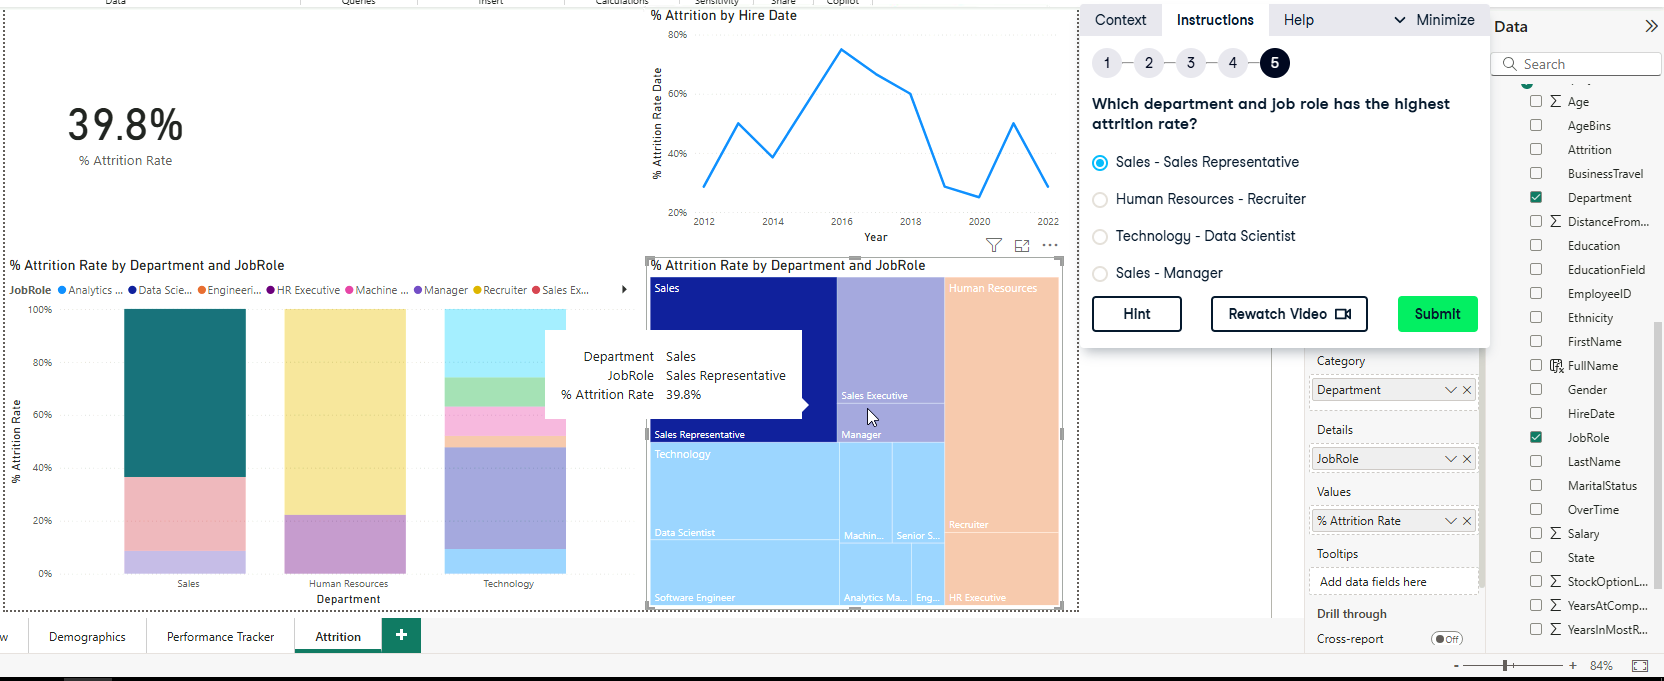 Data
Queries
Insert
Calculations
Sensitivity
Share
Copilot
% Attrition by Hire Date
80%
60%
40%
20%
% Attrition Rate Date
2012
2014
2016
2018
2020
2022
Year
39.8%
% Attrition Rate
% Attrition Rate by Department and JobRole
JobRole
Analytics ...
Data Scie...
Engineeri...
HR Executive
Machine ...
Manager
Recruiter
Sales Ex...
100%
80%
60%
40%
20%
0%
% Attrition Rate
Sales
Human Resources
Technology
Department
% Attrition Rate by Department and JobRole
Sales
Human Resources
Department Sales
JobRole Sales Representative
% Attrition Rate 39.8%
Sales Executive
Sales Representative
Manager
Technology
Data Scientist
Machin...
Senior S...
Recruiter
Software Engineer
Analytics Ma...
Eng...
HR Executive
Context
Instructions
Help
Minimize
1
2
3
4
5
Which department and job role has the highest
attrition rate?
Sales - Sales Representative
Human Resources - Recruiter
Technology - Data Scientist
Sales - Manager
Hint
Rewatch Video
Submit
Category
Department
Details
JobRole
Values
% Attrition Rate
Tooltips
Add data fields here
Drill through
Cross-report
Off
Data
Search
Age
AgeBins
Attrition
BusinessTravel
Department
DistanceFrom...
Education
EducationField
EmployeeID
Ethnicity
FirstName
FullName
Gender
HireDate
JobRole
LastName
MaritalStatus
OverTime
Salary
State
StockOptionL...
YearsAtComp...
YearsInMostR...
w
Demographics
Performance Tracker
Attrition
+
- + 84%